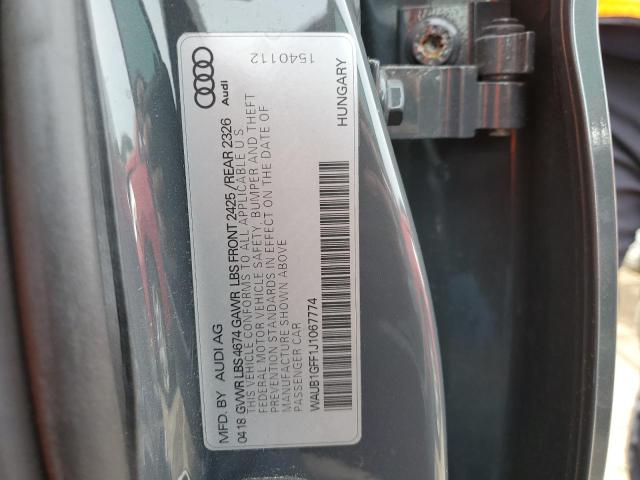 MFD. BY AUDI AG
0418 GVWR LBS 4674 GAWR LBS FRONT 2425 / REAR 2326
THIS VEHICLE CONFORMS TO ALL APPLICABLE U S
FEDERAL MOTOR VEHICLE SAFETY, BUMPER AND THEFT
PREVENTION STANDARDS IN EFFECT ON THE DATE OF
MANUFACTURE SHOWN ABOVE
PASSENGER CAR
WAUB1GFF1J1067774
HUNGARY
Audi
1540112